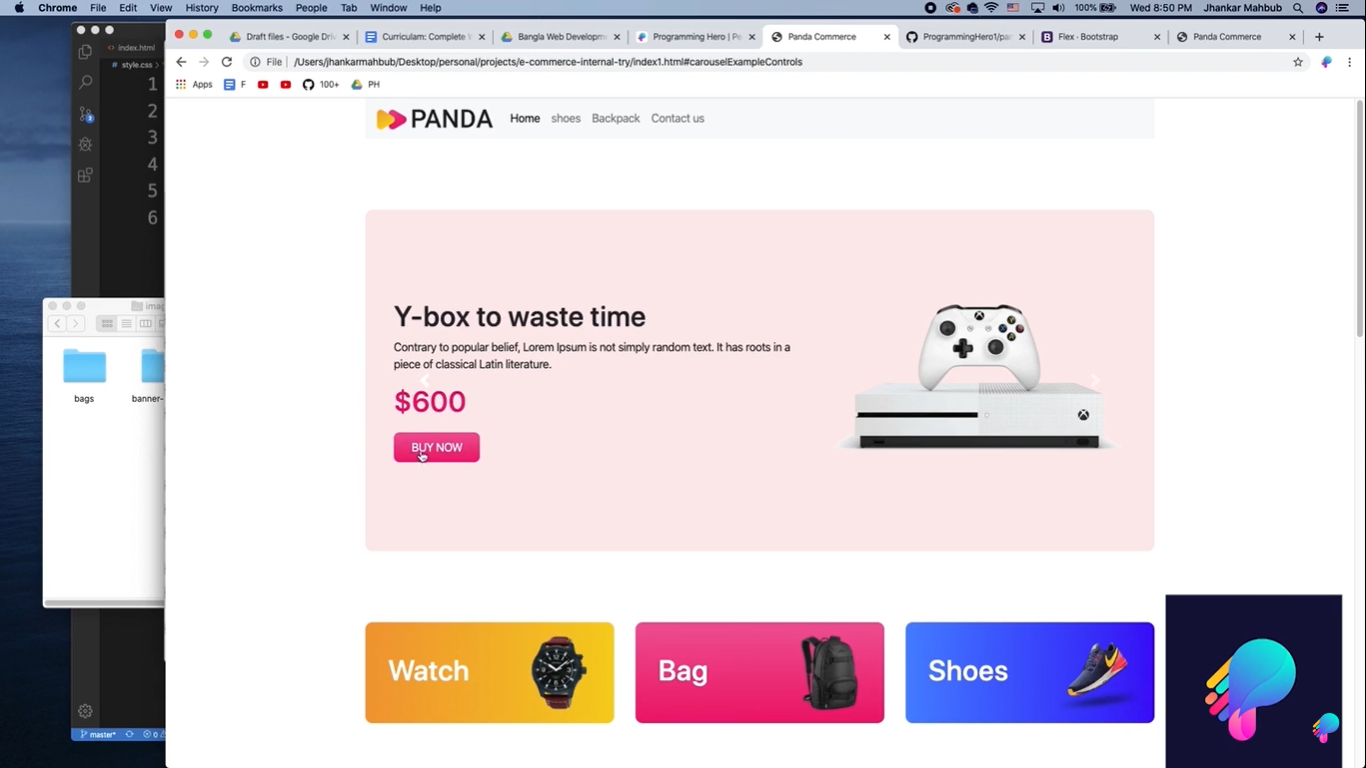 Chrome File Edit View History Bookmarks People Tab Window Help 100% Wed 8:50 PM Jhankar Mahbub
index.html
Draft files - Google Dri
Curriculam: Complete
Bangla Web Developm
Programming Hero | Pe
Panda Commerce
ProgrammingHero1/pan
Flex · Bootstrap
Panda Commerce
style.css
File | /Users/jhankarmahbub/Desktop/personal/projects/e-commerce-internal-try/index1.html#carouselExampleControls
Apps F 100+ PH
1
2
3
4
5
6
PANDA Home shoes Backpack Contact us
imag
bags
banner-
Y-box to waste time
Contrary to popular belief, Lorem Ipsum is not simply random text. It has roots in a
piece of classical Latin literature.
$600
BUY NOW
Watch
Bag
Shoes
master* 0